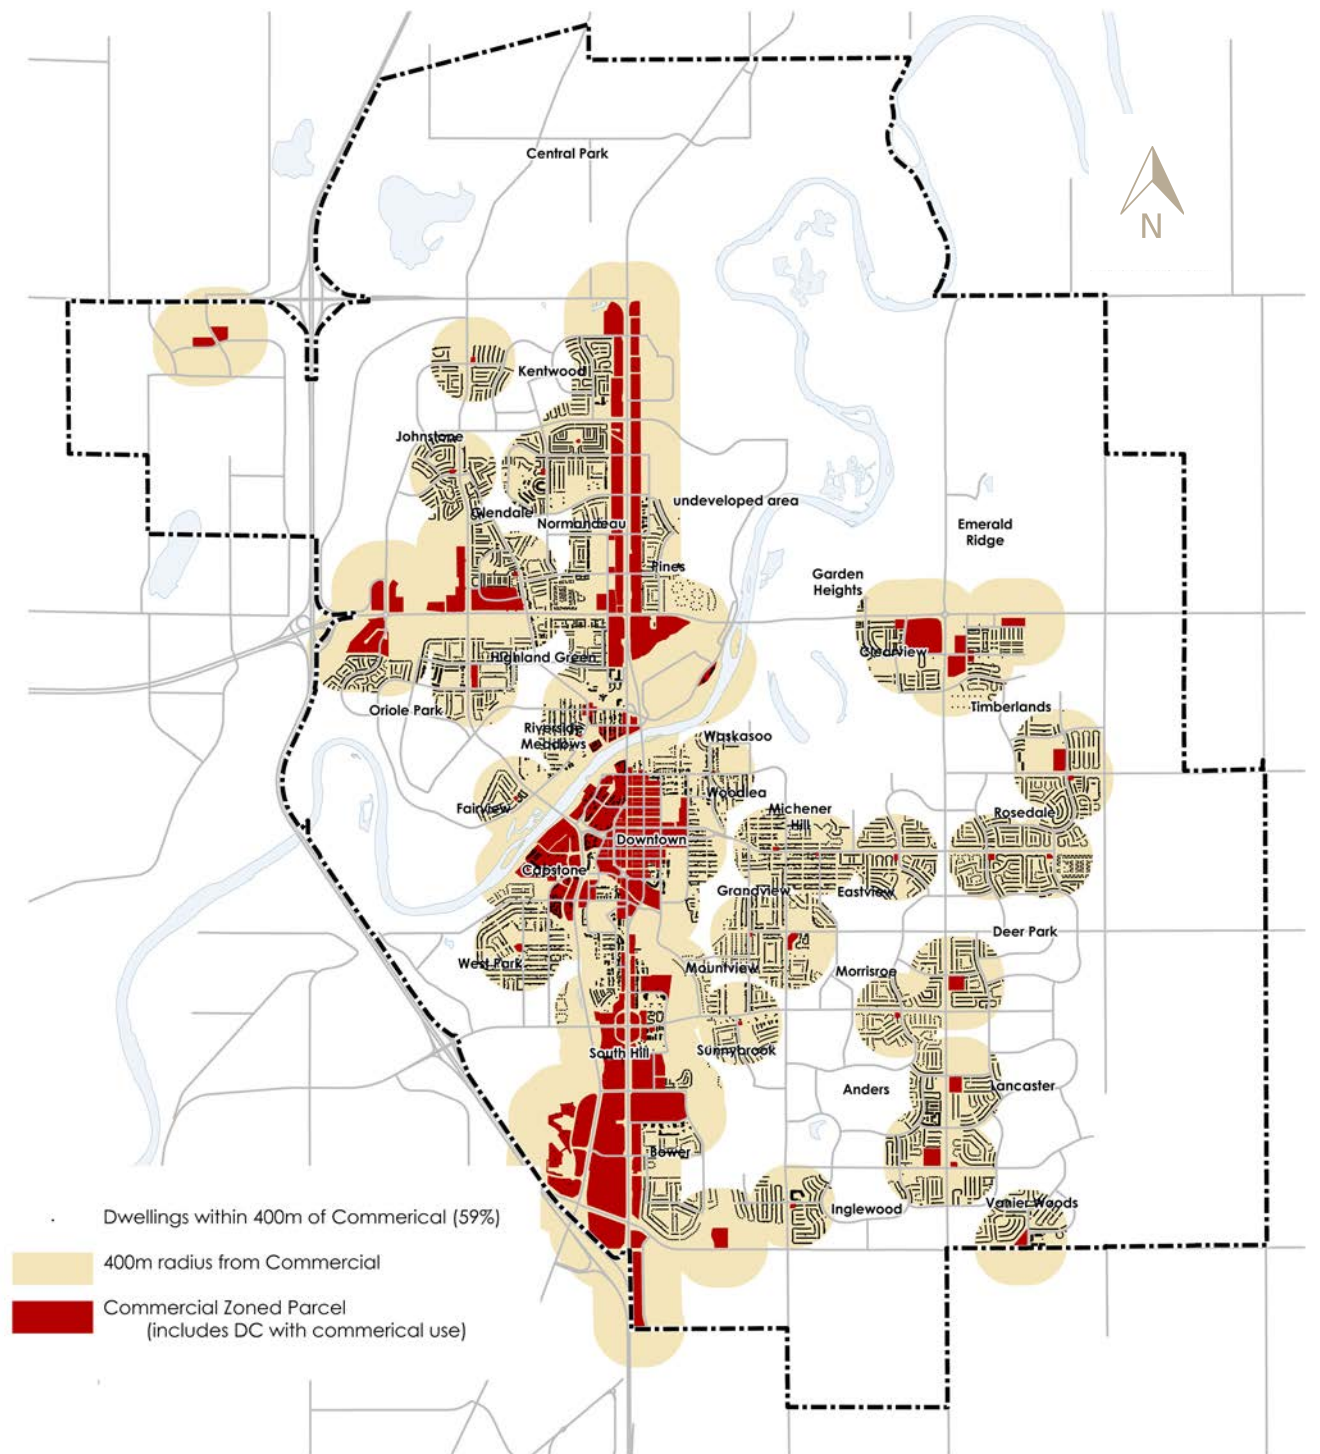 Central Park
N
Kentwood
Johnstone
undeveloped area
Glendale
Normandeau
Emerald
Ridge
Pines
Garden
Heights
Clearview
Highland Green
Oriole Park
Timberlands
Riverside
Meadows
Waskasoo
Woodlea
Fairview
Michener
Hill
Rosedale
Downtown
Capstone
Grandview
Eastview
Deer Park
West Park
Mountview
Morrisroe
South Hill
Sunnybrook
Anders
Lancaster
Bower
Inglewood
Vanier Woods
Dwellings within 400m of Commerical (59%)
400m radius from Commercial
Commercial Zoned Parcel
(includes DC with commerical use)